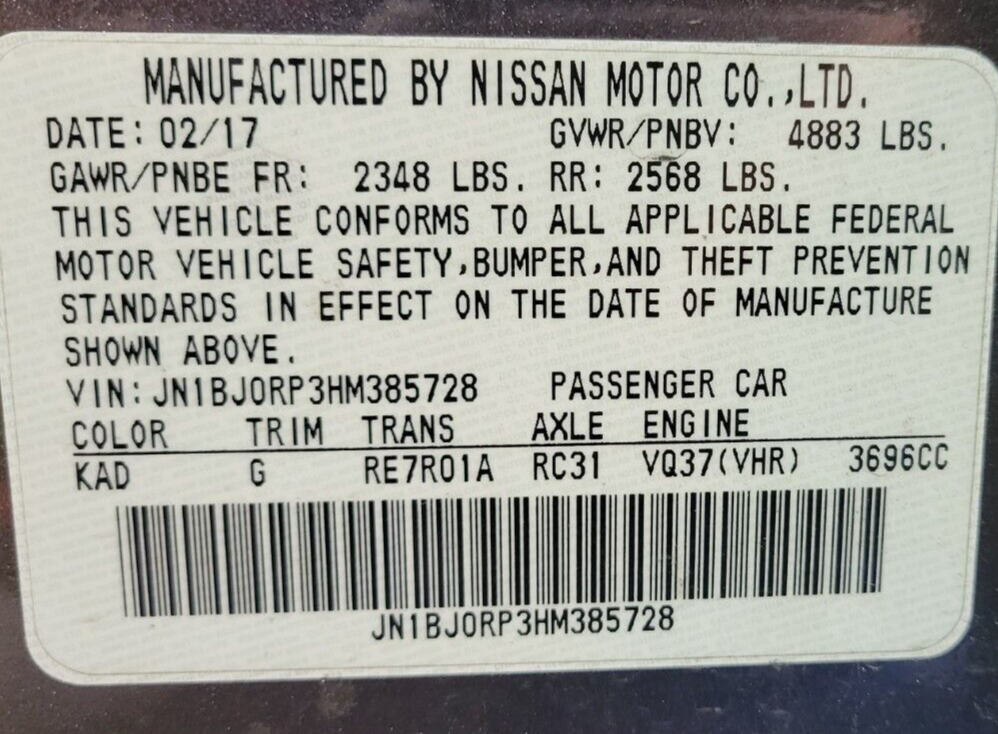 MANUFACTURED BY NISSAN MOTOR CO.,LTD.
DATE: 02/17 GVWR/PNBV: 4883 LBS.
GAWR/PNBE FR: 2348 LBS. RR: 2568 LBS.
THIS VEHICLE CONFORMS TO ALL APPLICABLE FEDERAL
MOTOR VEHICLE SAFETY,BUMPER,AND THEFT PREVENTION
STANDARDS IN EFFECT ON THE DATE OF MANUFACTURE
SHOWN ABOVE.
VIN:JN1BJ0RP3HM385728 PASSENGER CAR
COLOR TRIM TRANS AXLE ENGINE
KAD G RE7R01A RC31 VQ37(VHR) 3696CC
JN1BJ0RP3HM385728